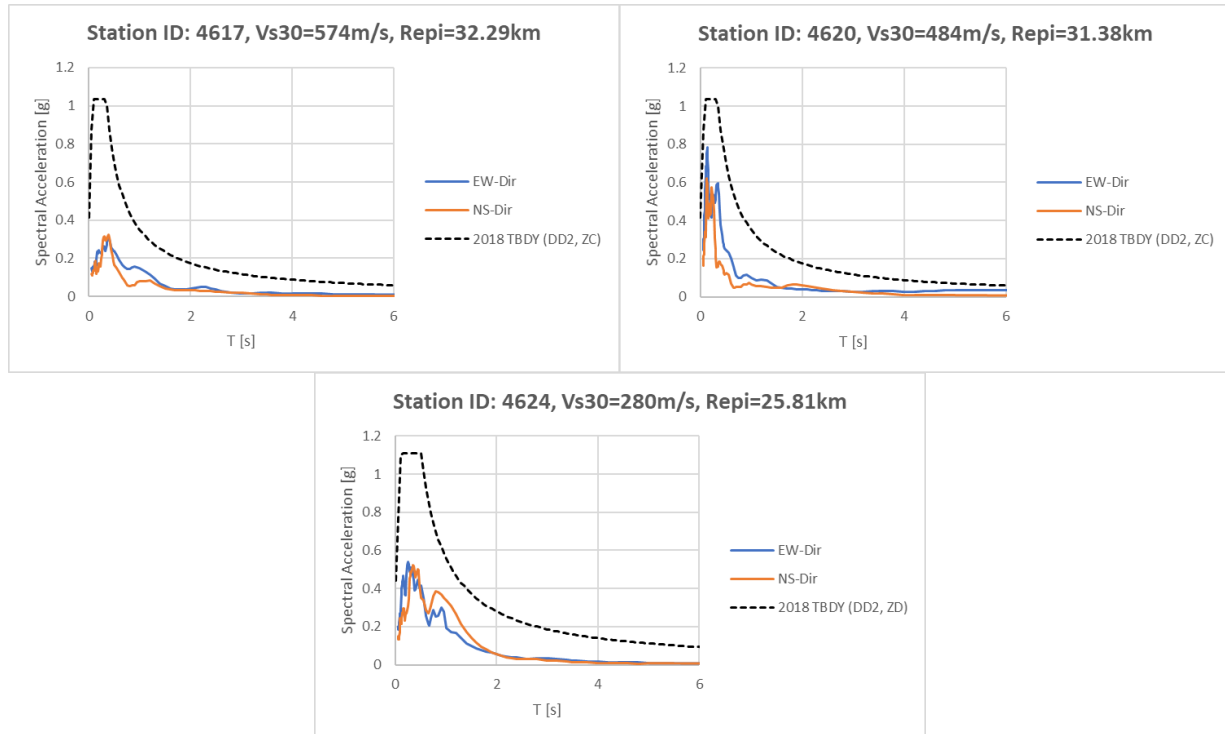 Station ID: 4617, Vs30=574m/s, Repi=32.29km
1.2
1
0.8
0.6
0.4
0.2
0
Spectral Acceleration [g]
0 2 4 6
T [s]
EW-Dir
NS-Dir
2018 TBDY (DD2, ZC)
Station ID: 4620, Vs30=484m/s, Repi=31.38km
1.2
1
0.8
0.6
0.4
0.2
0
Spectral Acceleration [g]
0 2 4 6
T [s]
EW-Dir
NS-Dir
2018 TBDY (DD2, ZC)
Station ID: 4624, Vs30=280m/s, Repi=25.81km
1.2
1
0.8
0.6
0.4
0.2
0
Spectral Acceleration [g]
0 2 4 6
T [s]
EW-Dir
NS-Dir
2018 TBDY (DD2, ZD)